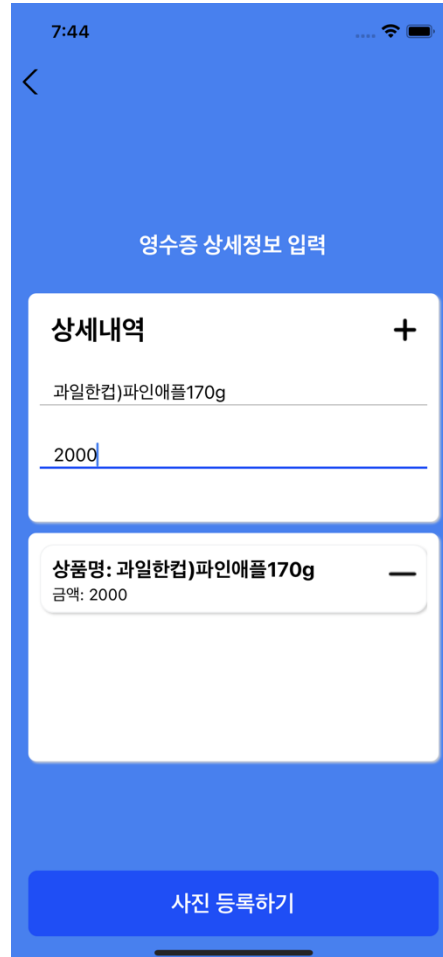 7:44
영수증 상세정보 입력
상세내역
과일한컵)파인애플170g
2000
상품명: 과일한컵)파인애플170g
금액: 2000
사진 등록하기